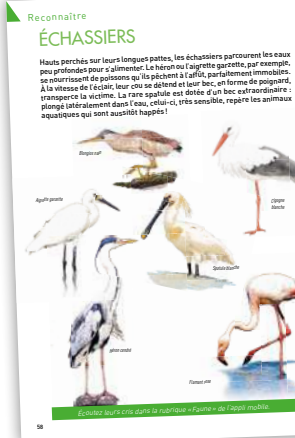 Reconnaître
ÉCHASSIERS
Hauts perchés sur leurs longues pattes, les échassiers parcourent les eaux
peu profondes pour s'alimenter. Le héron ou l'aigrette garzette, par exemple,
se nourrissent de poissons qu'ils pêchent à l'affût, parfaitement immobiles.
À la vitesse de l'éclair, leur cou se détend et leur bec, en forme de poignard,
transperce la victime. La rare spatule est dotée d'un bec extraordinaire :
plongé latéralement dans l'eau, celui-ci, très sensible, repère les animaux
aquatiques qui sont aussitôt happés !
Blongios
Aigrette garzette
Cigogne
blanche
Spatule blanche
Héron cendré
Flamant rose
Écoutez leurs cris dans la rubrique « Faune » de l'appli mobile
58